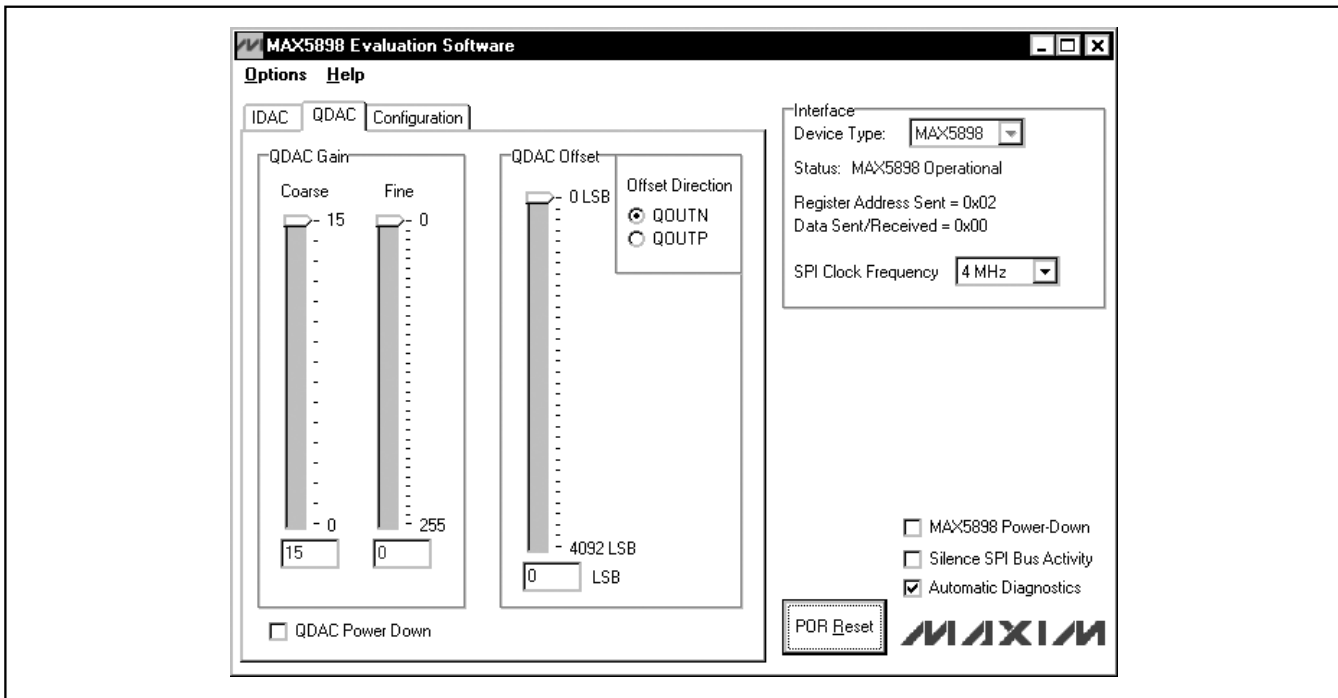 MAX5898 Evaluation Software
Options Help
IDAC QDAC Configuration
QDAC Gain
Coarse Fine
15 0
0 255
15 0
QDAC Power Down
QDAC Offset
0 LSB
4092 LSB
0 LSB
Offset Direction
QOUTN
QOUTP
Interface
Device Type: MAX5898
Status: MAX5898 Operational
Register Address Sent = 0x02
Data Sent/Received = 0x00
SPI Clock Frequency 4 MHz
MAX5898 Power-Down
Silence SPI Bus Activity
Automatic Diagnostics
POR Reset
MAXIM